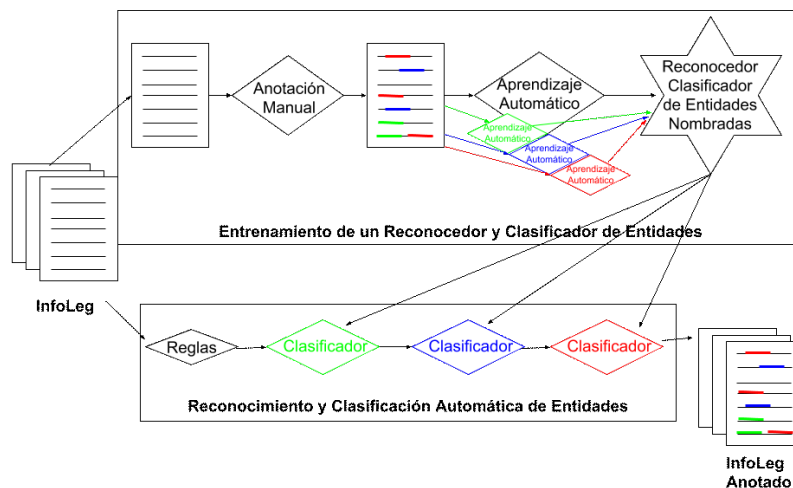 Anotación
Manual
Aprendizaje
Automático
Reconocedor
Clasificador
de Entidades
Nombradas
Aprendizaje
Automático
Aprendizaje
Automático
Aprendizaje
Automático
Entrenamiento de un Reconocedor y Clasificador de Entidades
InfoLeg
Reglas
Clasificador
Clasificador
Clasificador
Reconocimiento y Clasificación Automática de Entidades
InfoLeg
Anotado